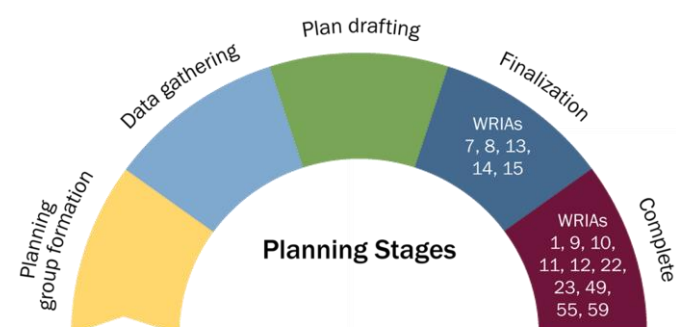 Planning
group formation
Data gathering
Plan drafting
Finalization
WRIAs
7, 8, 13,
14, 15
Complete
WRIAs
1, 9, 10,
11, 12, 22,
23, 49,
55, 59
Planning Stages